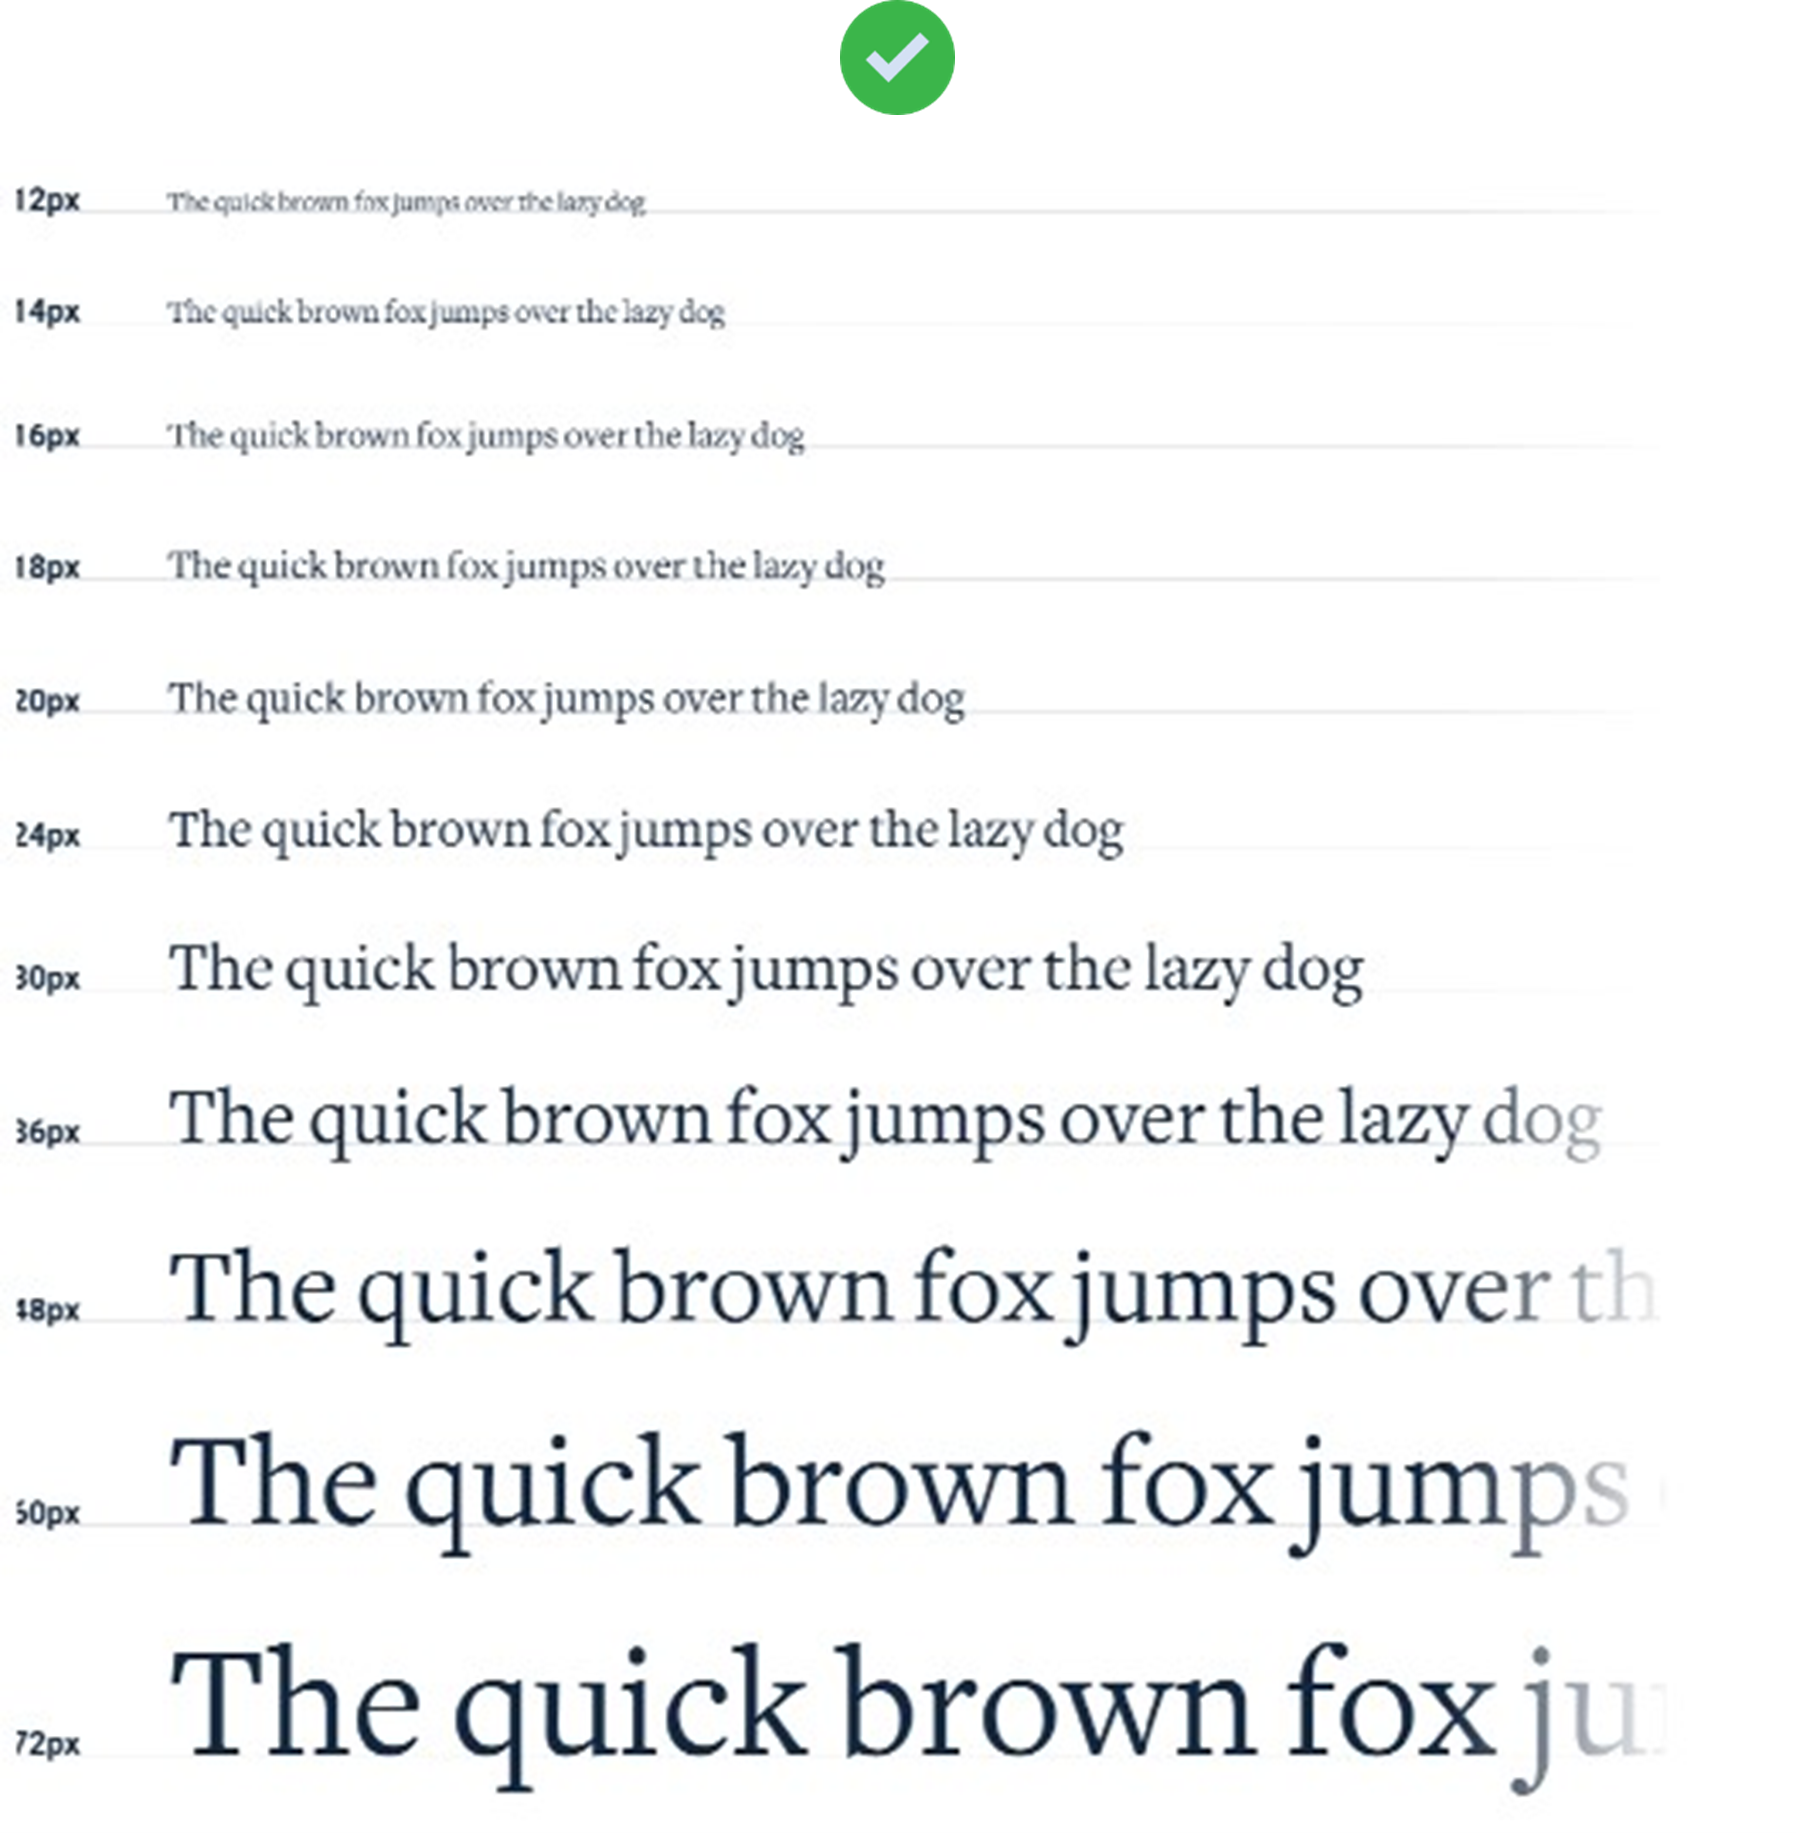 12px The quick brown fox jumps over the lazy dog
14px The quick brown fox jumps over the lazy dog
16px The quick brown fox jumps over the lazy dog
18px The quick brown fox jumps over the lazy dog
20px The quick brown fox jumps over the lazy dog
24px The quick brown fox jumps over the lazy dog
30px The quick brown fox jumps over the lazy dog
36px The quick brown fox jumps over the lazy dog
48px The quick brown fox jumps over th
60px The quick brown fox jumps
72px The quick brown fox ju